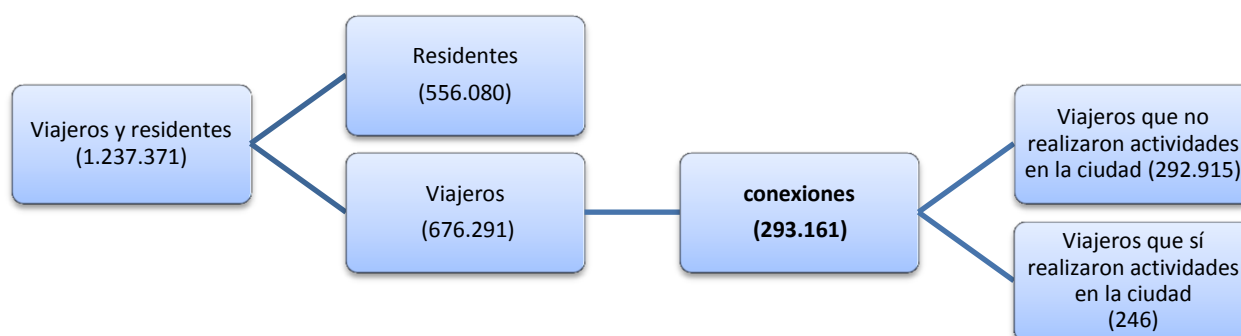 Viajeros y residentes
(1.237.371)
Residentes
(556.080)
Viajeros
(676.291)
conexiones
(293.161)
Viajeros que no
realizaron actividades
en la ciudad (292.915)
Viajeros que sí
realizaron actividades
en la ciudad
(246)